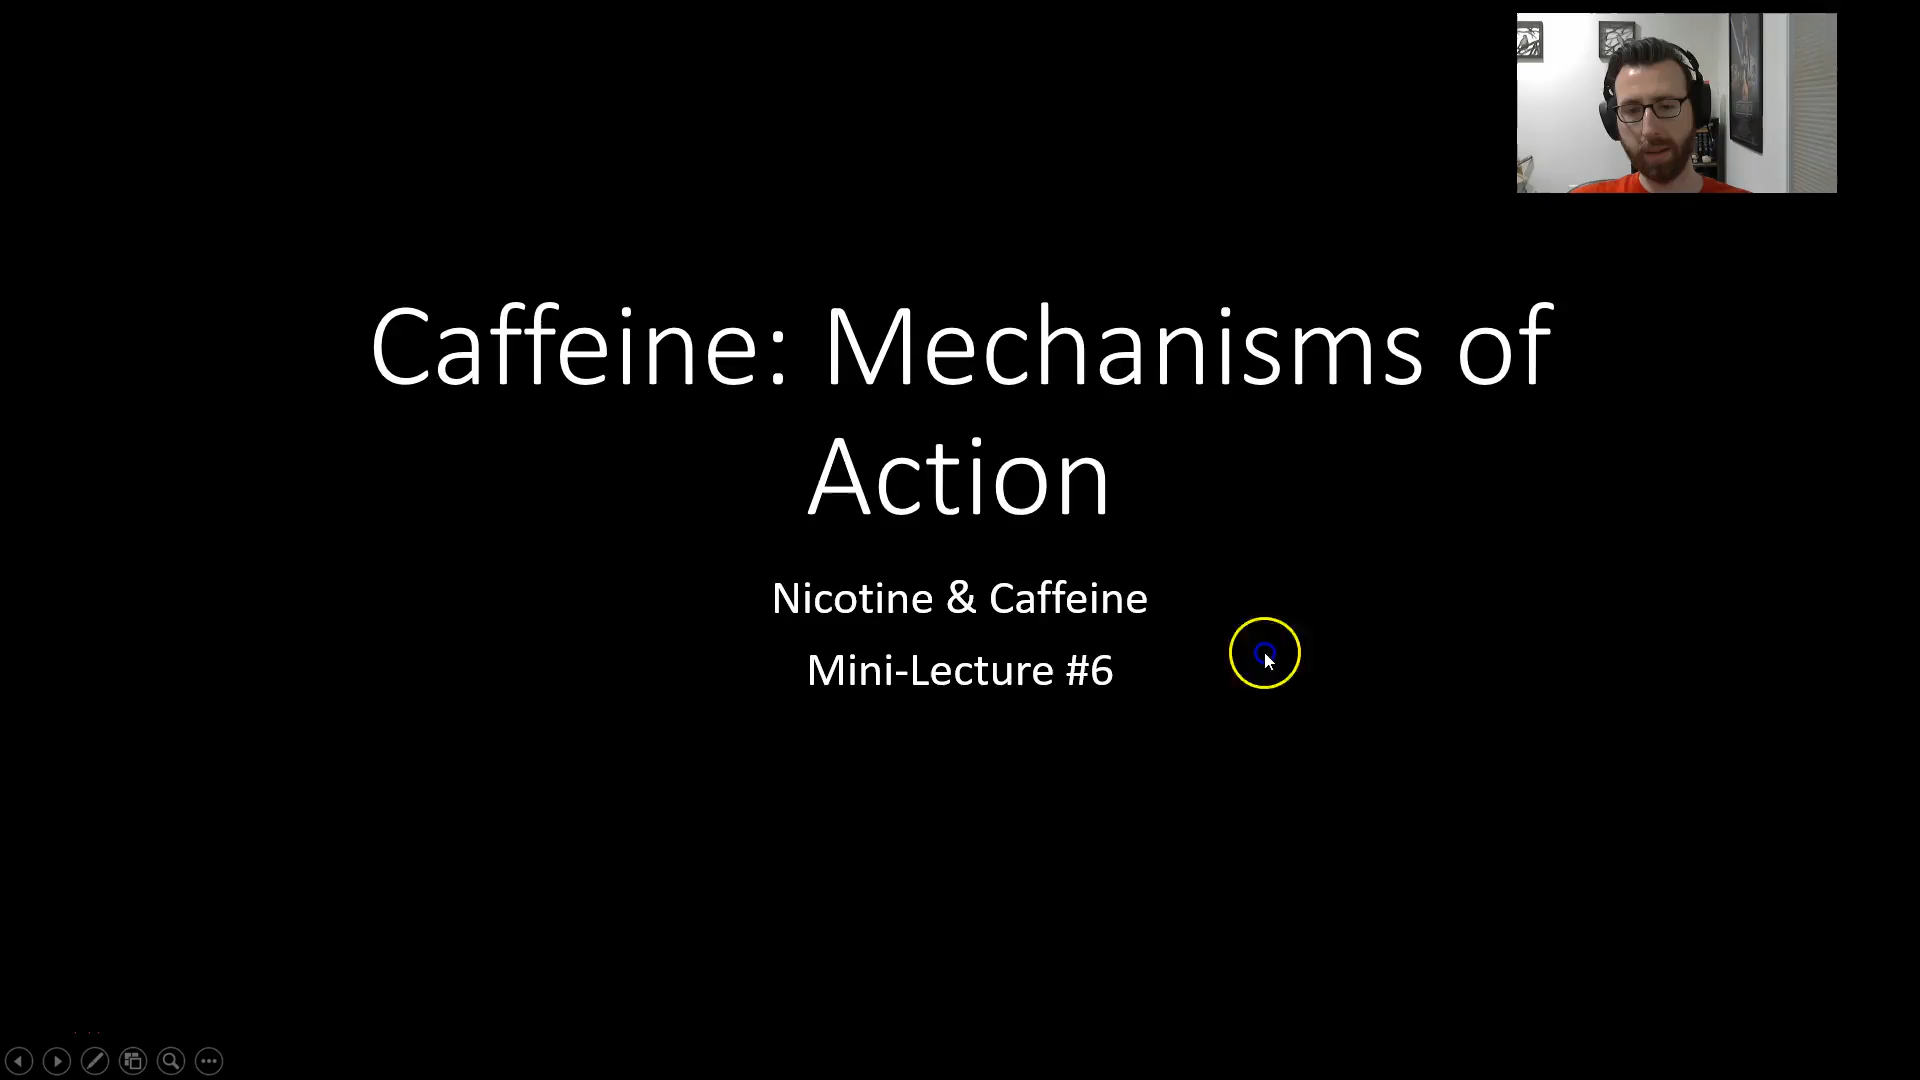 Caffeine: Mechanisms of
Action
Nicotine & Caffeine
Mini-Lecture #6